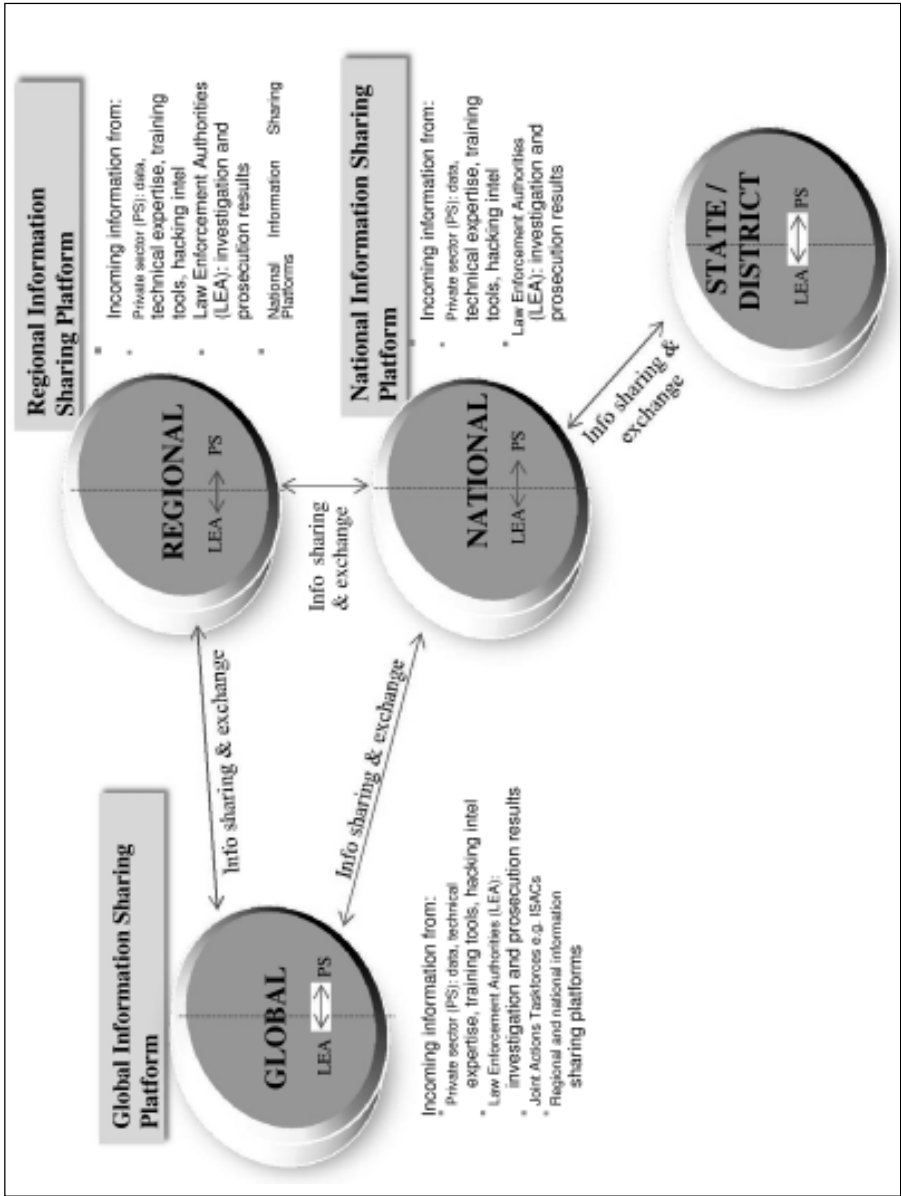 Global Information Sharing
Platform
GLOBAL
LEA
PS
Incoming information from:
• Private sector (PS): data, technical
expertise, training tools, hacking intel
• Law Enforcement Authorities (LEA):
investigation and prosecution results
• Joint Actions Taskforces e.g. ISACs
• Regional and national information
sharing platforms
Info sharing & exchange
Info sharing & exchange
Regional Information
Sharing Platform
REGIONAL
LEA
PS
• Incoming information from:
• Private sector (PS): data,
technical expertise, training
tools, hacking intel
• Law Enforcement Authorities
(LEA): investigation and
prosecution results
• National Information Sharing
Platforms
Info sharing
& exchange
National Information Sharing
Platform
NATIONAL
LEA
PS
• Incoming information from:
• Private sector (PS): data,
technical expertise, training
tools, hacking intel
• Law Enforcement Authorities
(LEA): investigation and
prosecution results
Info sharing &
exchange
STATE /
DISTRICT
LEA
PS